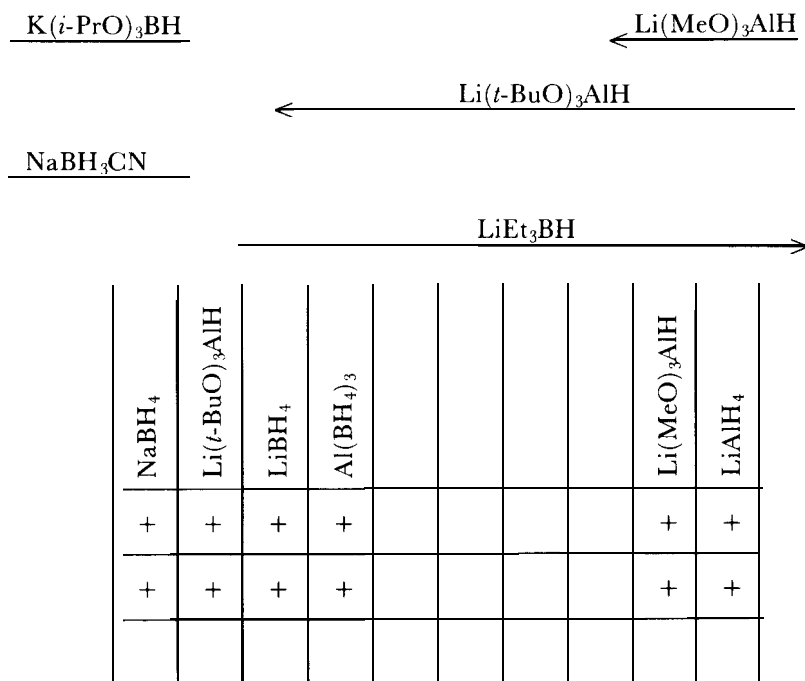 K(i-PrO)₃BH Li(MeO)₃AlH
Li(t-BuO)₃AlH
NaBH₃CN
LiEt₃BH
NaBH₄ Li(t-BuO)₃AlH LiBH₄ Al(BH₄)₃ Li(MeO)₃AlH LiAlH₄
+ + + + + +
+ + + + + +